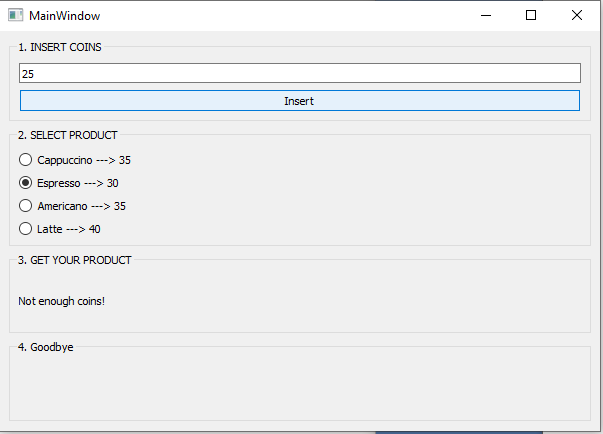 MainWindow
1. INSERT COINS
25
Insert
2. SELECT PRODUCT
Cappuccino ---> 35
Espresso ---> 30
Americano ---> 35
Latte ---> 40
3. GET YOUR PRODUCT
Not enough coins!
4. Goodbye